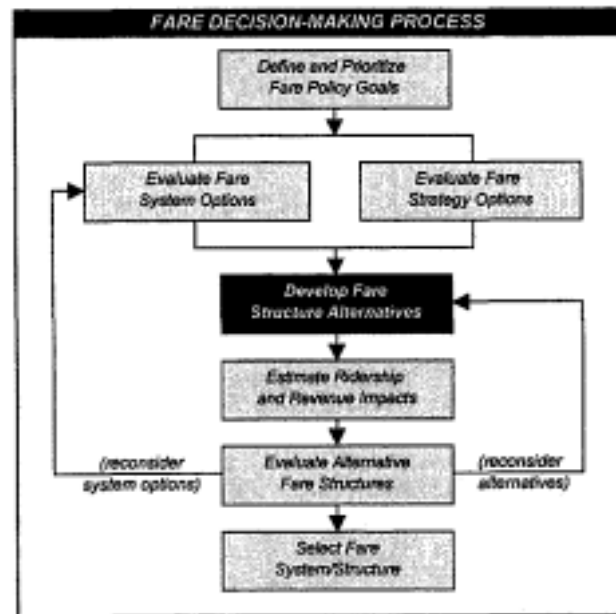 FARE DECISION-MAKING PROCESS
Define and Prioritize
Fare Policy Goals
Evaluate Fare
System Options
Evaluate Fare
Strategy Options
Develop Fare
Structure Alternatives
Estimate Ridership
and Revenue Impacts
(reconsider
system options)
Evaluate Alternative
Fare Structures
(reconsider
alternatives)
Select Fare
System/Structure